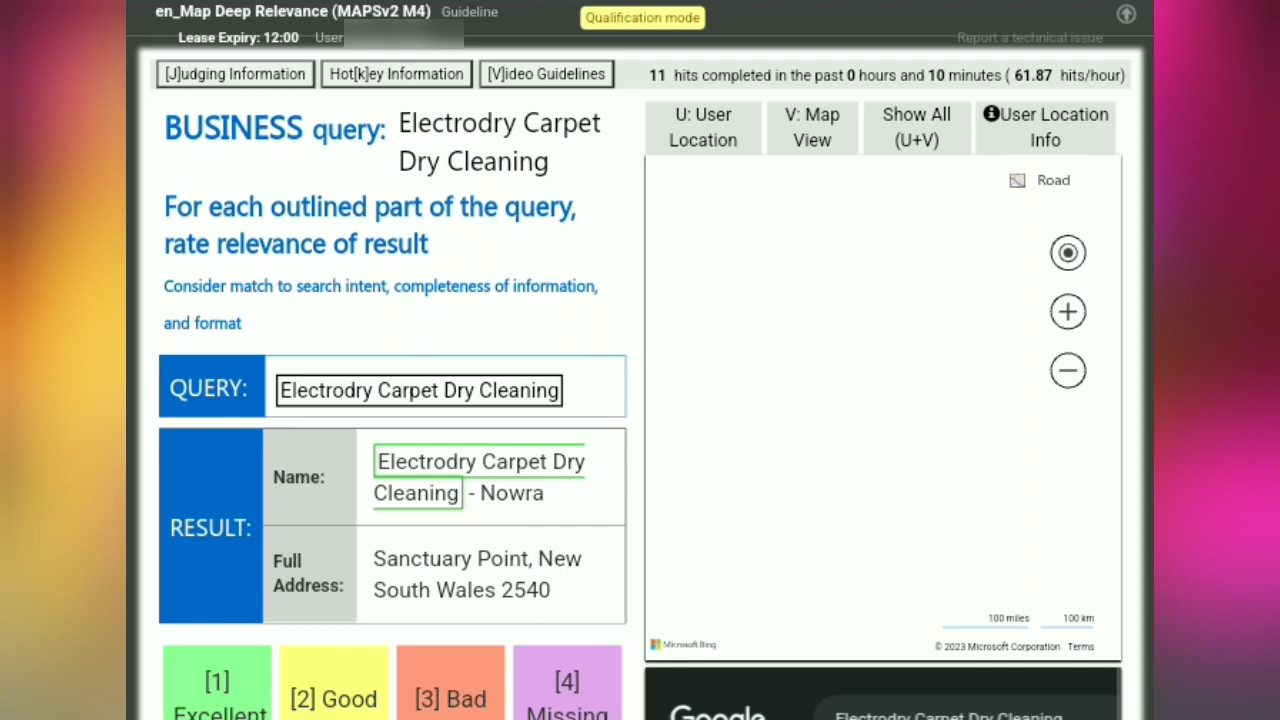 en_Map Deep Relevance (MAPSv2 M4) Guideline
Qualification mode
Lease Expiry: 12:00 User
Report a technical issue
[J]udging Information
Hot[k]ey Information
[V]ideo Guidelines
11 hits completed in the past 0 hours and 10 minutes ( 61.87 hits/hour)
BUSINESS query: Electrodry Carpet
Dry Cleaning
For each outlined part of the query,
rate relevance of result
Consider match to search intent, completeness of information,
and format
QUERY: Electrodry Carpet Dry Cleaning
RESULT:
Name:
Electrodry Carpet Dry
Cleaning - Nowra
Full
Address:
Sanctuary Point, New
South Wales 2540
[1]
Excellent
[2] Good
[3] Bad
[4]
Missing
U: User
Location
V: Map
View
Show All
(U+V)
User Location
Info
Road
100 miles
100 km
Microsoft Bing
© 2023 Microsoft Corporation Terms
Google
Electrodry Carpet Dry Cleaning